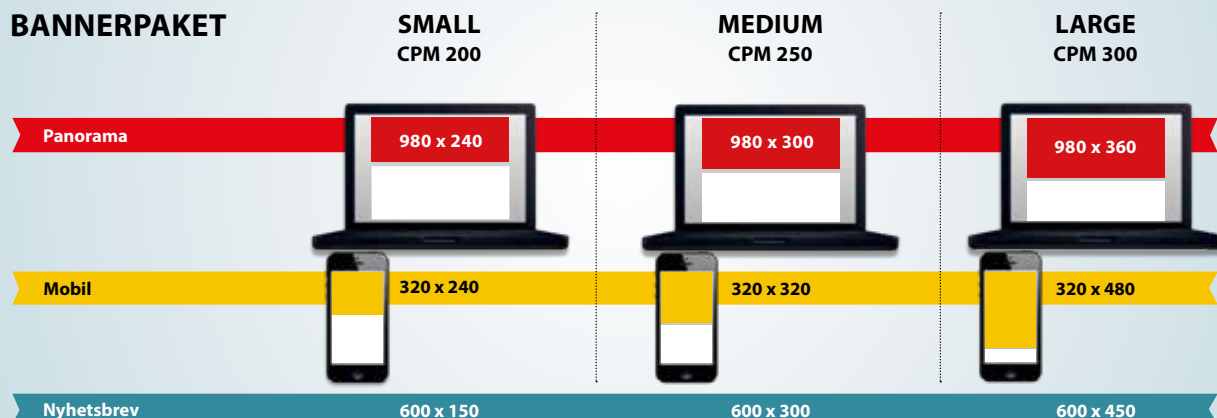 BANNERPAKET
SMALL
CPM 200
MEDIUM
CPM 250
LARGE
CPM 300
Panorama
980 x 240
980 x 300
980 x 360
Mobil
320 x 240
320 x 320
320 x 480
Nyhetsbrev
600 x 150
600 x 300
600 x 450